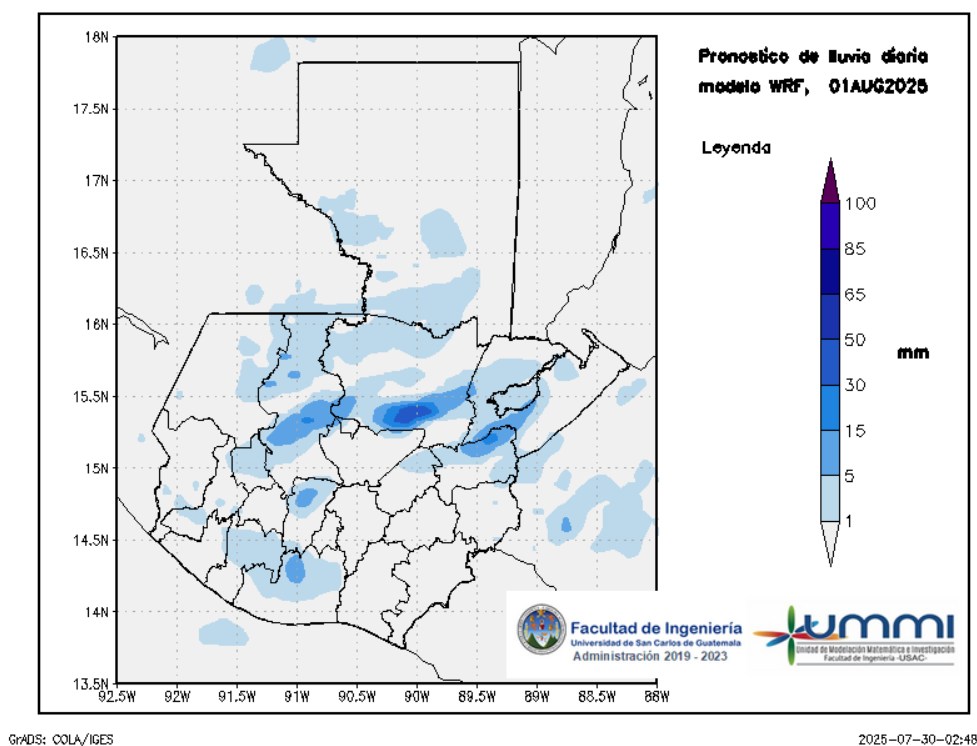 Pronostico de lluvia diaria
modelo WRF, 01AUG2025
Leyenda
100
85
65
50
30
15
5
1
mm
18N
17.5N
17N
16.5N
16N
15.5N
15N
14.5N
14N
13.5N
92.5W 92W 91.5W 91W 90.5W 90W 89.5W 89W 88.5W 88W
Facultad de Ingeniería
Universidad de San Carlos de Guatemala
Administración 2019 - 2023
ummi
Unidad de Modelación Matemática e Investigación
Facultad de Ingeniería -USAC-
GrADS: COLA/IGES
2025-07-30-02:48